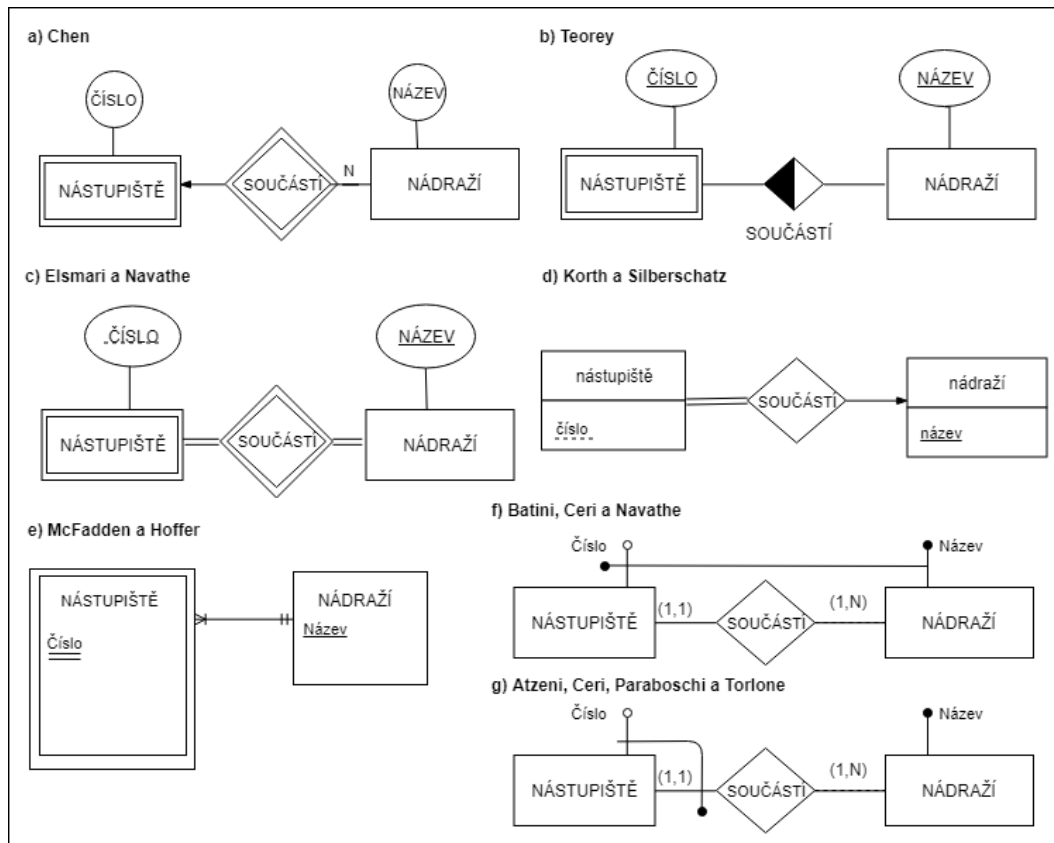 a) Chen
ČÍSLO
NÁZEV
NÁSTUPIŠTĚ
SOUČÁSTÍ
N
NÁDRAŽÍ
b) Teorey
ČÍSLO
NÁZEV
NÁSTUPIŠTĚ
NÁDRAŽÍ
SOUČÁSTÍ
c) Elsmari a Navathe
ČÍSLO
NÁZEV
NÁSTUPIŠTĚ
SOUČÁSTÍ
NÁDRAŽÍ
d) Korth a Silberschatz
nástupiště
číslo
SOUČÁSTÍ
nádraží
název
e) McFadden a Hoffer
NÁSTUPIŠTĚ
Číslo
NÁDRAŽÍ
Název
f) Batini, Ceri a Navathe
Číslo
Název
NÁSTUPIŠTĚ
(1,1)
SOUČÁSTÍ
(1,N)
NÁDRAŽÍ
g) Atzeni, Ceri, Paraboschi a Torlone
Číslo
Název
NÁSTUPIŠTĚ
(1,1)
SOUČÁSTÍ
(1,N)
NÁDRAŽÍ